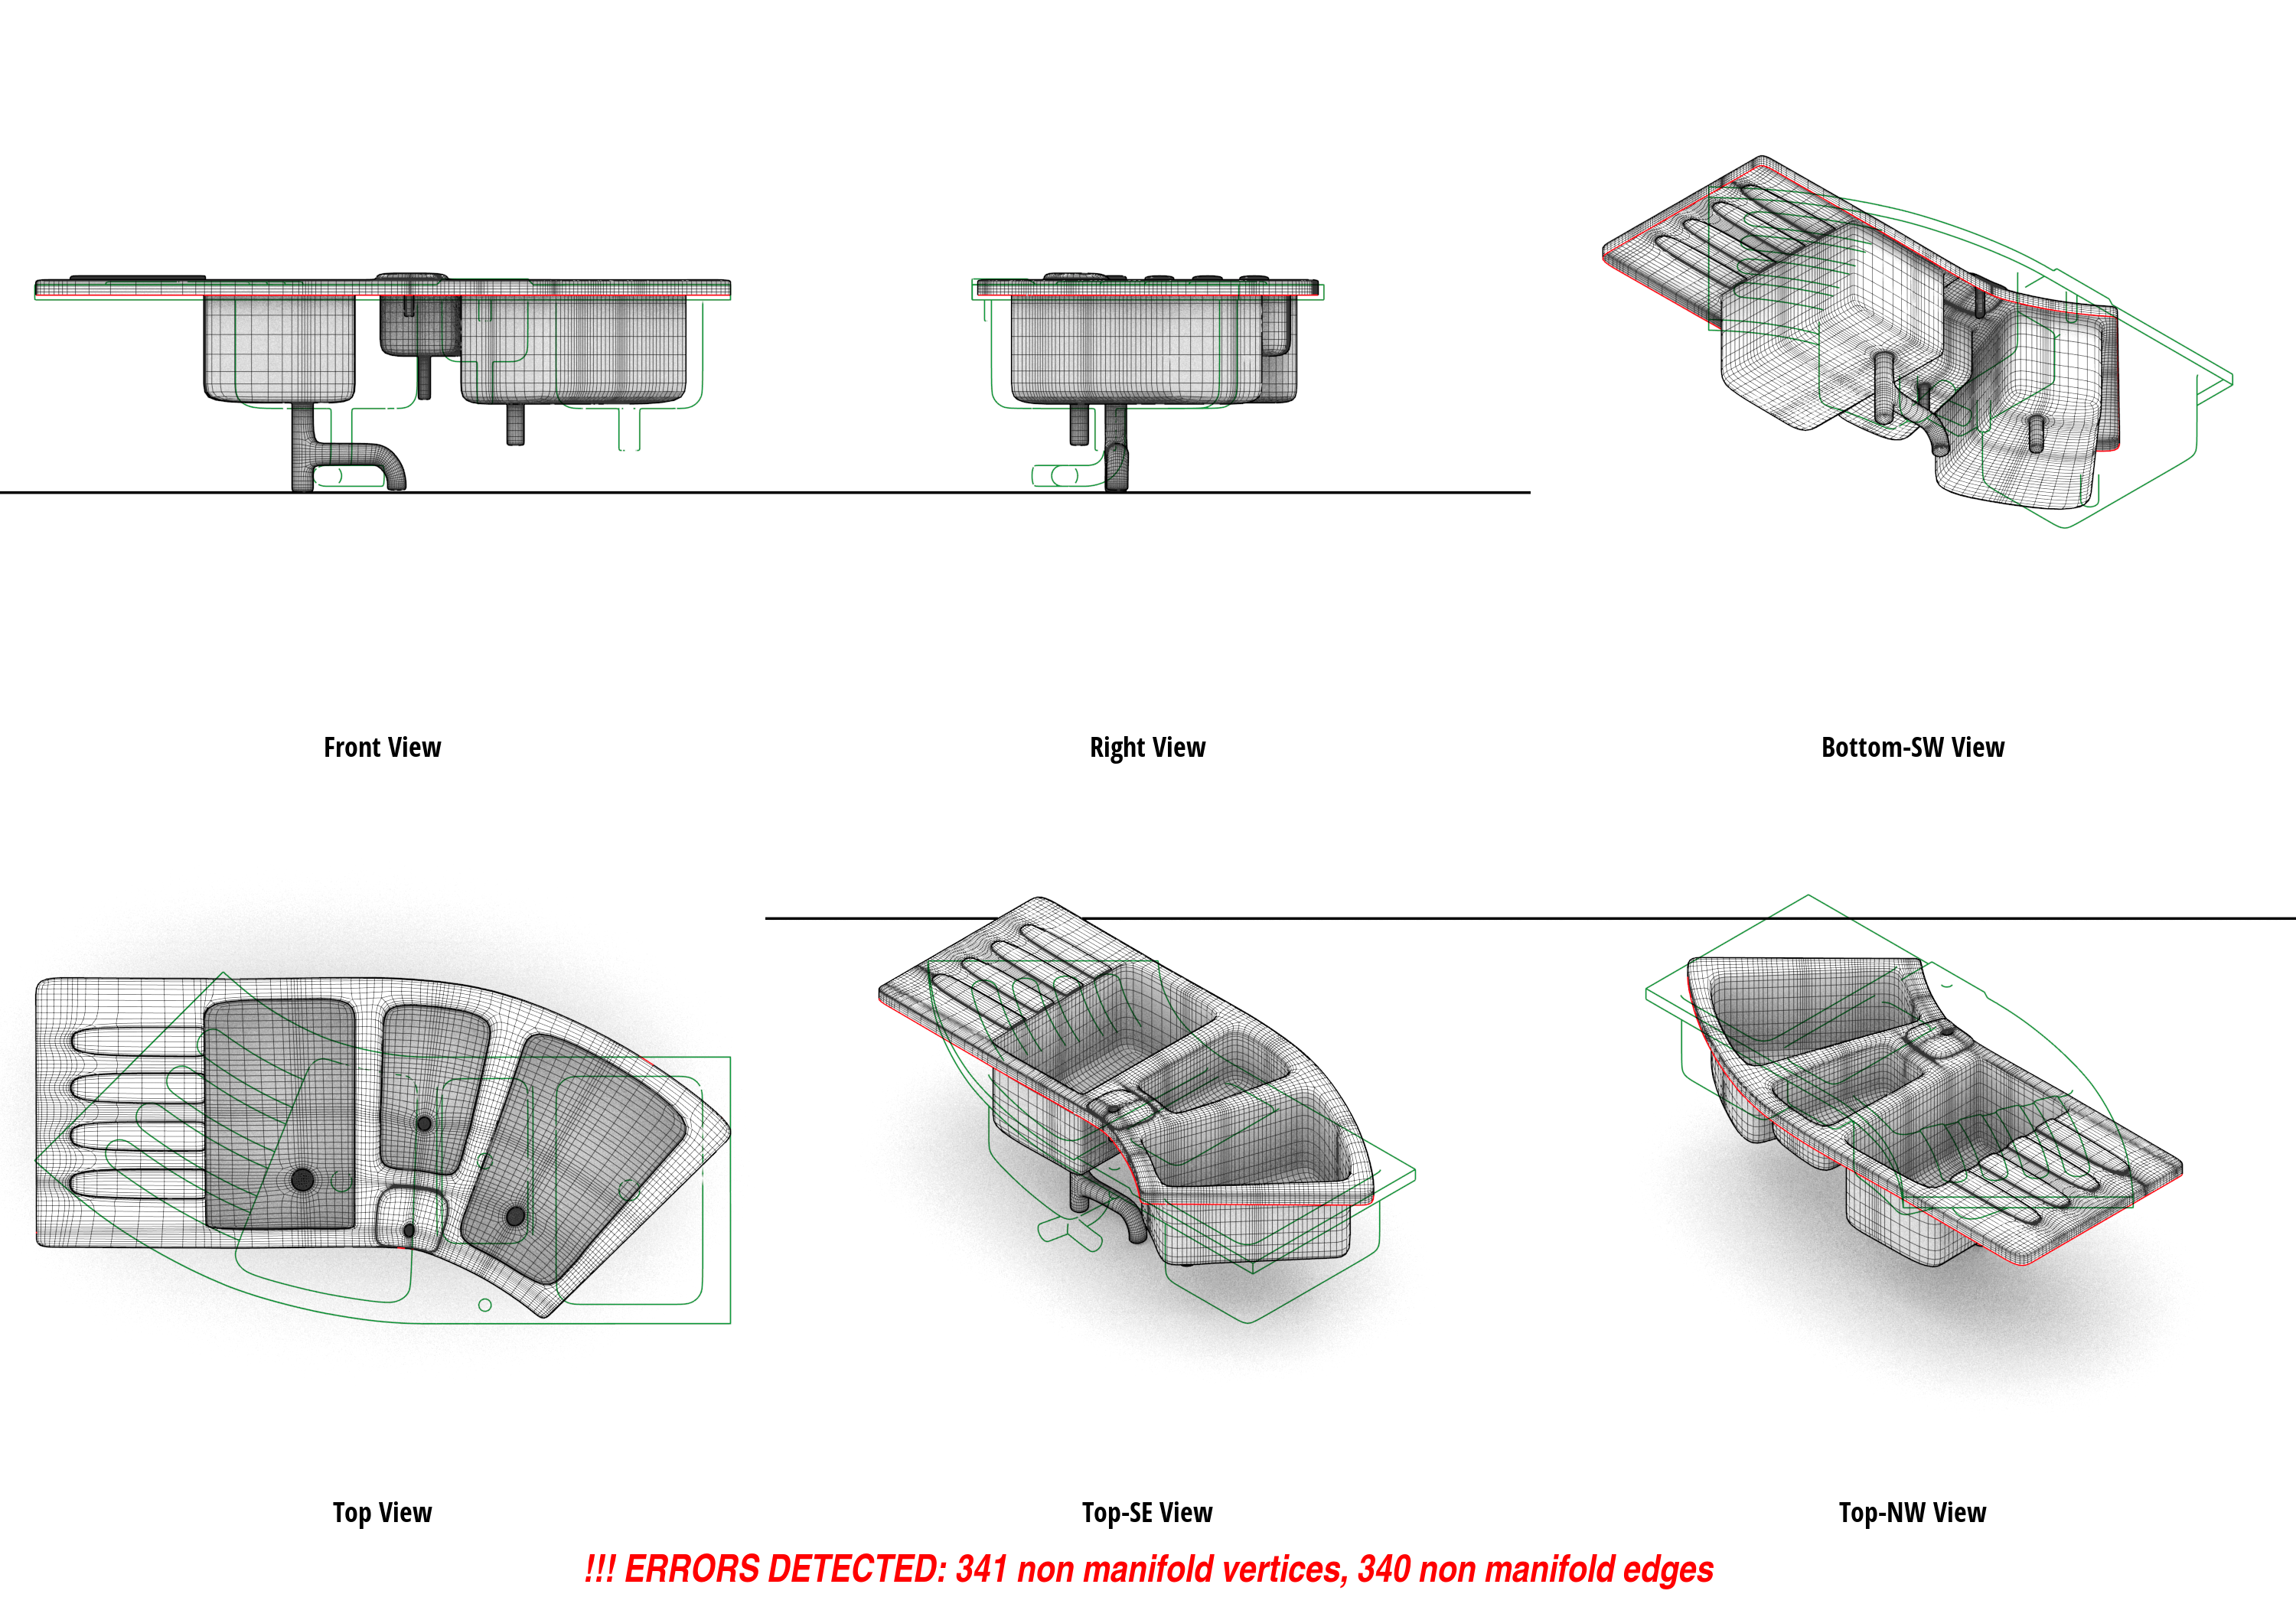 Front View
Right View
Bottom-SW View
Top View
Top-SE View
Top-NW View
!!! ERRORS DETECTED: 341 non manifold vertices, 340 non manifold edges